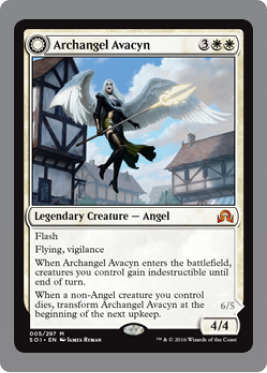 Archangel Avacyn 3
Legendary Creature — Angel
Flash
Flying, vigilance
When Archangel Avacyn enters the battlefield,
creatures you control gain indestructible until
end of turn.
When a non-Angel creature you control
dies, transform Archangel Avacyn at the
beginning of the next upkeep.
6/5
4/4
005/297 M
SOI • EN JAMES RYMAN
™ & © 2016 Wizards of the Coast